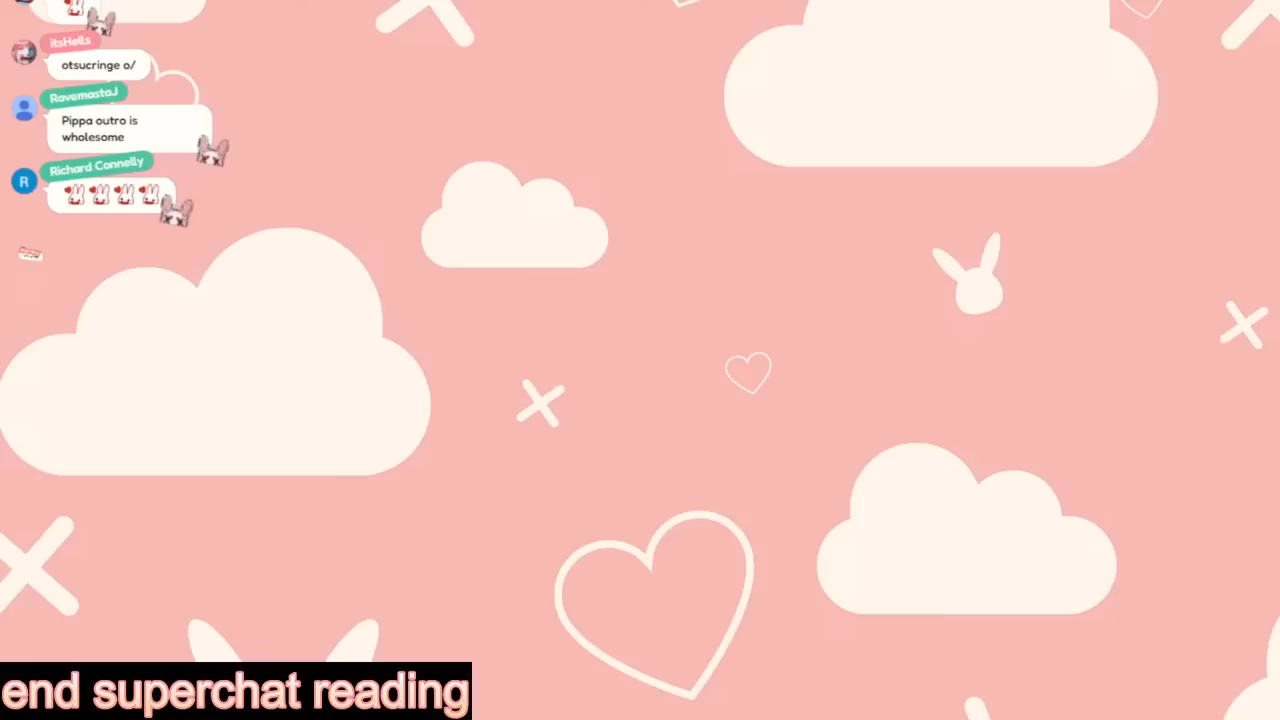 itsHells
otsucringe o/
RavemastaJ
Pippa outro is
wholesome
Richard Connelly
R
end superchat reading